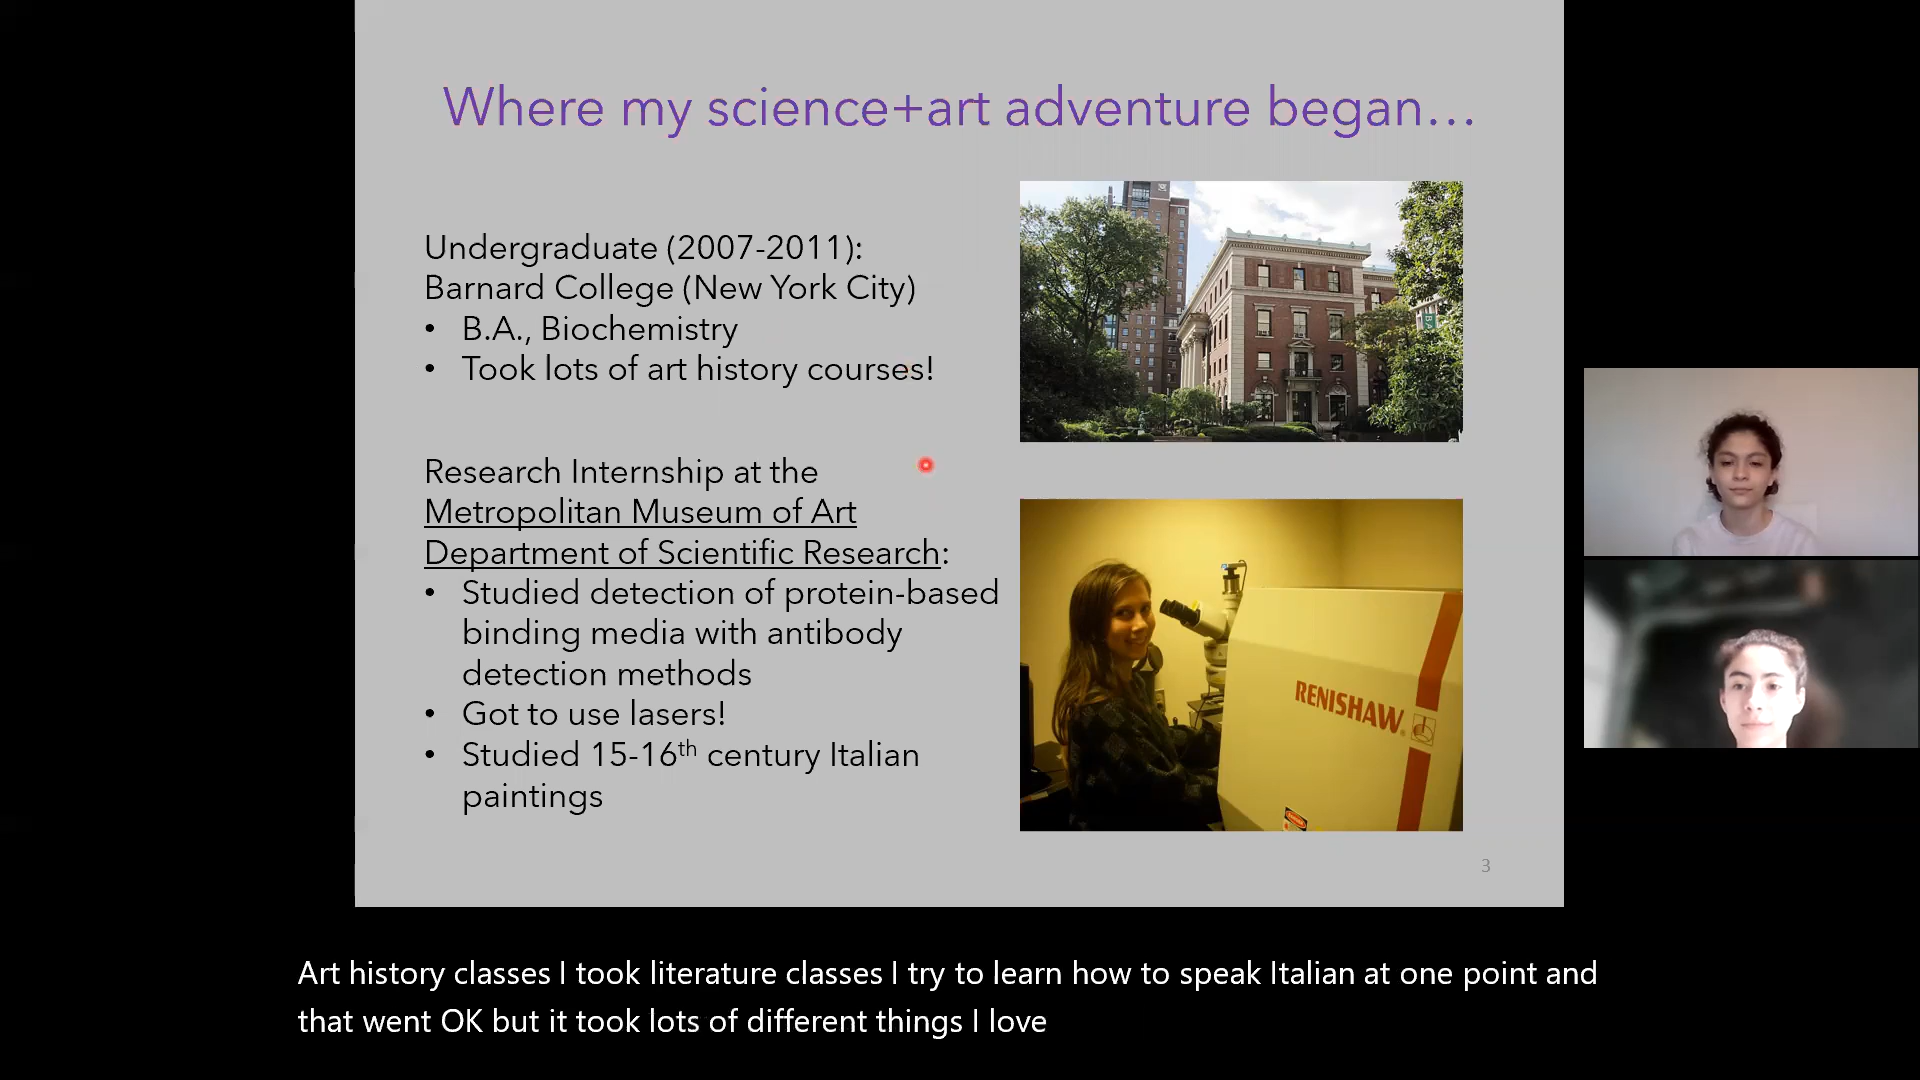 Where my science+art adventure began…
Undergraduate (2007-2011):
Barnard College (New York City)
• B.A., Biochemistry
• Took lots of art history courses!
Research Internship at the
Metropolitan Museum of Art
Department of Scientific Research:
• Studied detection of protein-based
binding media with antibody
detection methods
• Got to use lasers!
• Studied 15-16th century Italian
paintings
RENISHAW
3
Art history classes I took literature classes I try to learn how to speak Italian at one point and
that went OK but it took lots of different things I love